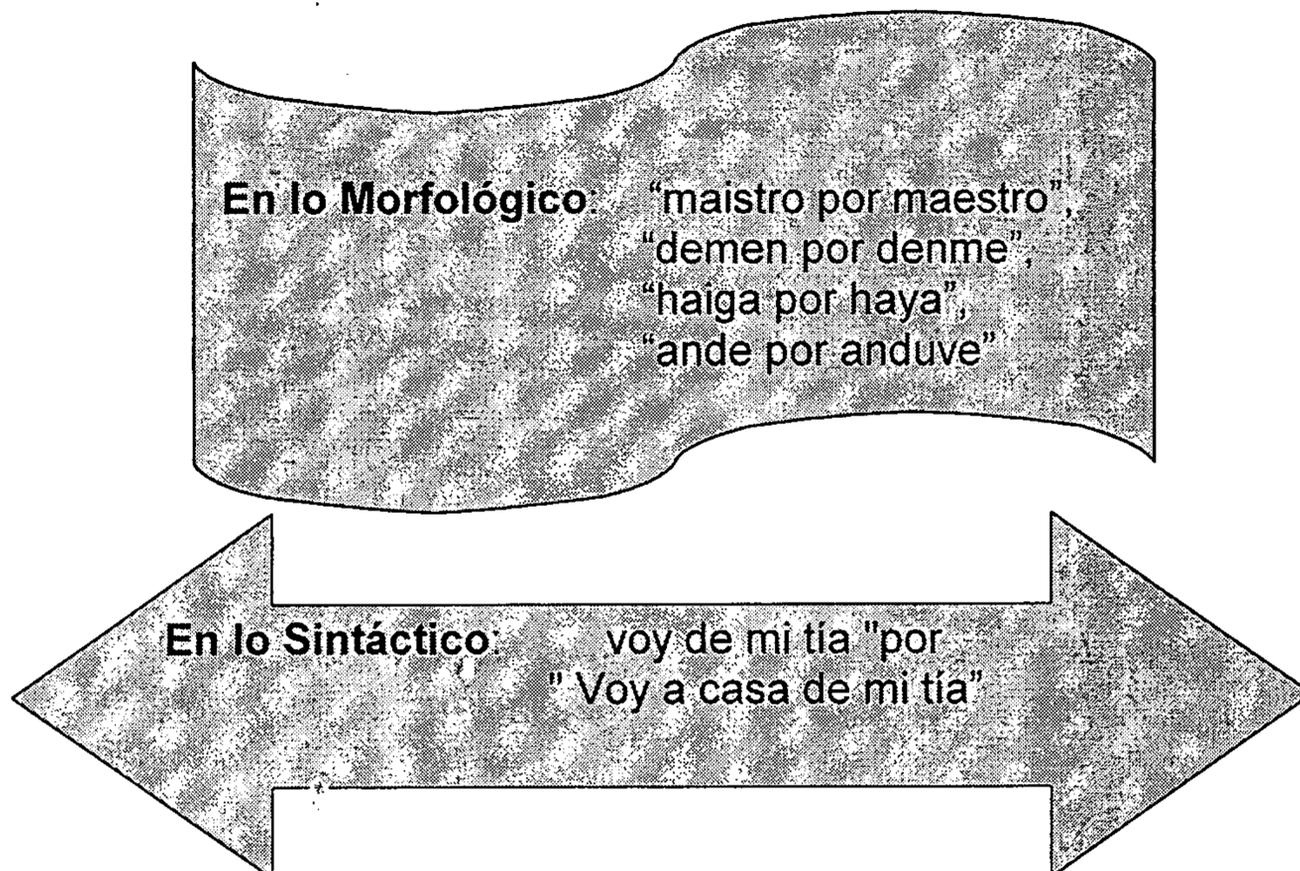 En lo Morfológico: “maistro por maestro”,
“demen por denme”,
“haiga por haya”,
“ande por anduve”
En lo Sintáctico: voy de mi tía "por
" Voy a casa de mi tía”